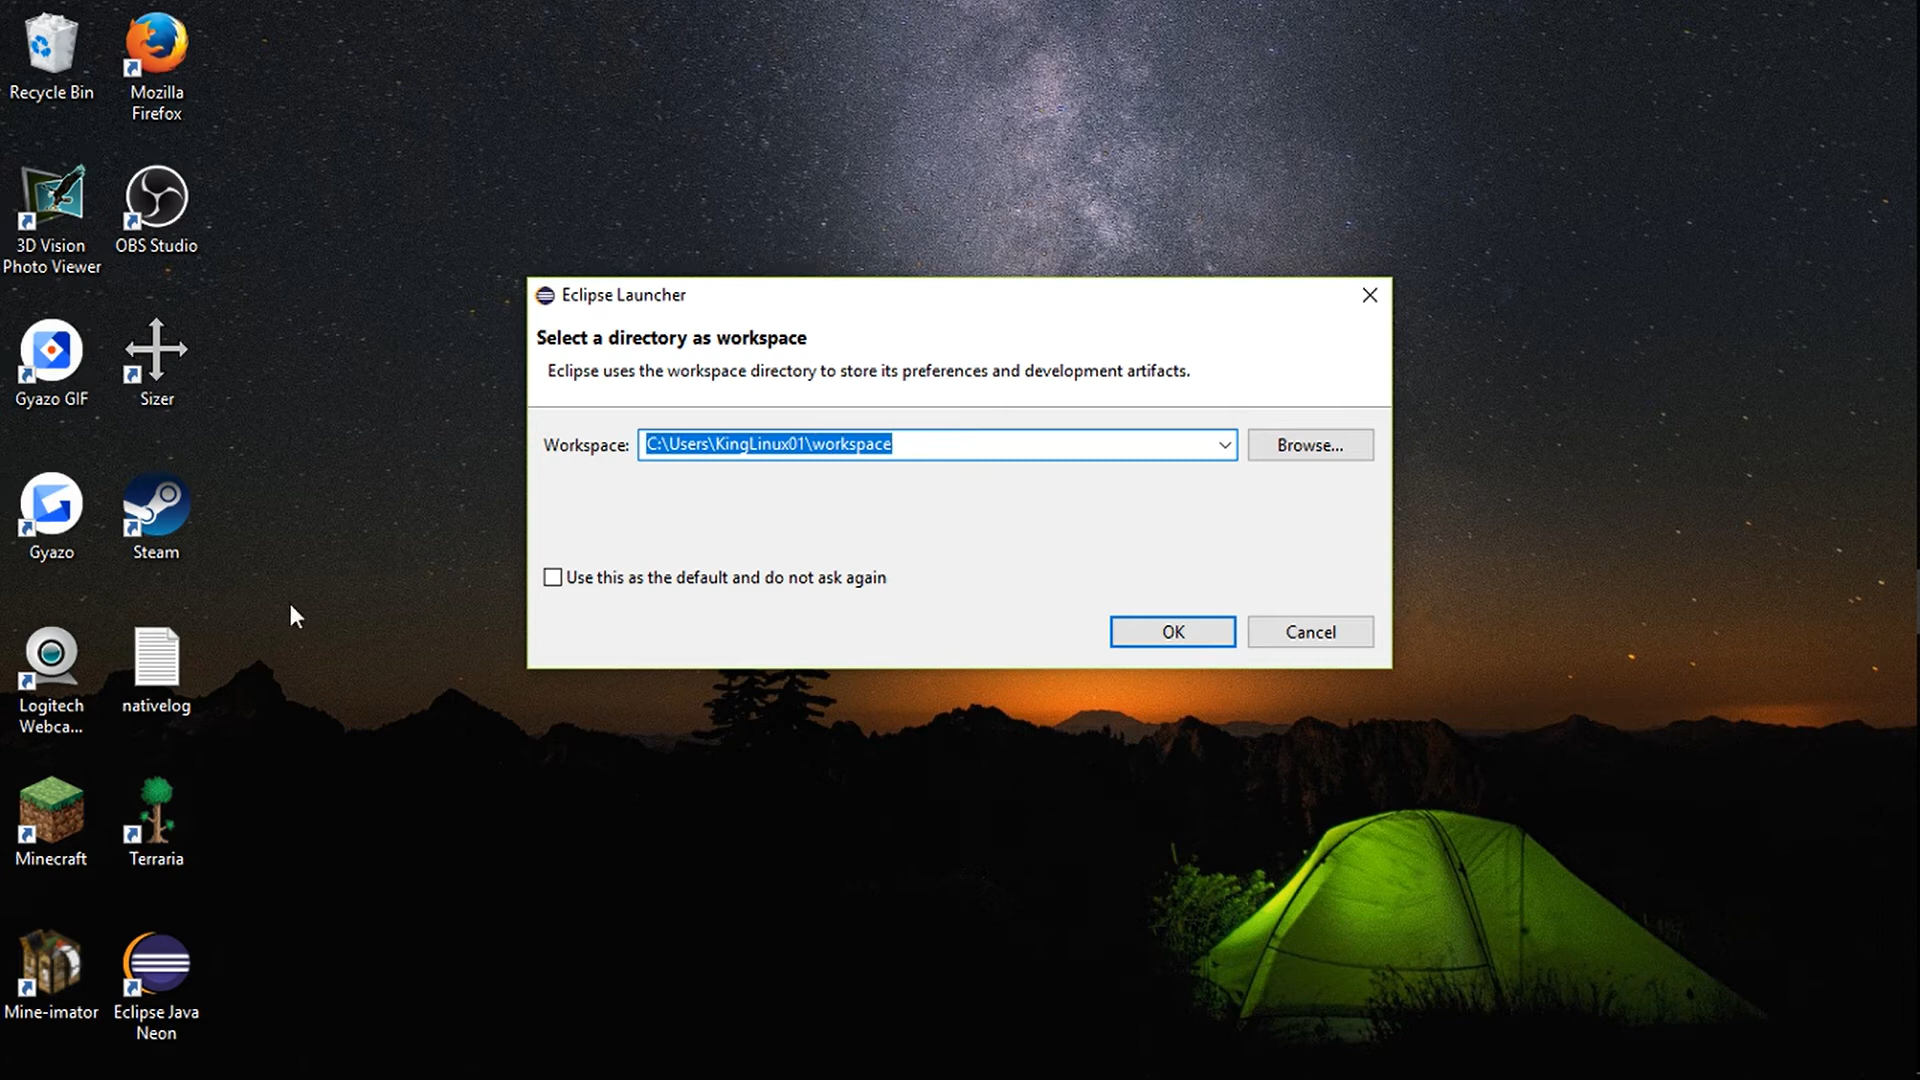 Recycle Bin
Mozilla
Firefox
3D Vision
Photo Viewer
OBS Studio
Gyazo GIF
Sizer
Gyazo
Steam
Logitech
Webca...
nativelog
Minecraft
Terraria
Mine-imator
Eclipse Java
Neon
Eclipse Launcher
Select a directory as workspace
Eclipse uses the workspace directory to store its preferences and development artifacts.
Workspace: C:\Users\KingLinux01\workspace Browse...
Use this as the default and do not ask again
OK Cancel